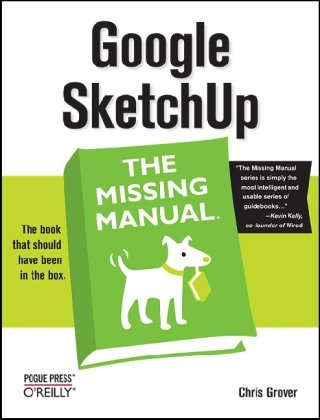 Google
SketchUp
THE
MISSING
MANUAL®
"The Missing Manual
series is simply the
most intelligent and
usable series of
guidebooks..."
—Kevin Kelly,
co-founder of Wired
The book
that should
have been
in the box®
POGUE PRESS™
O'REILLY®
Chris Grover